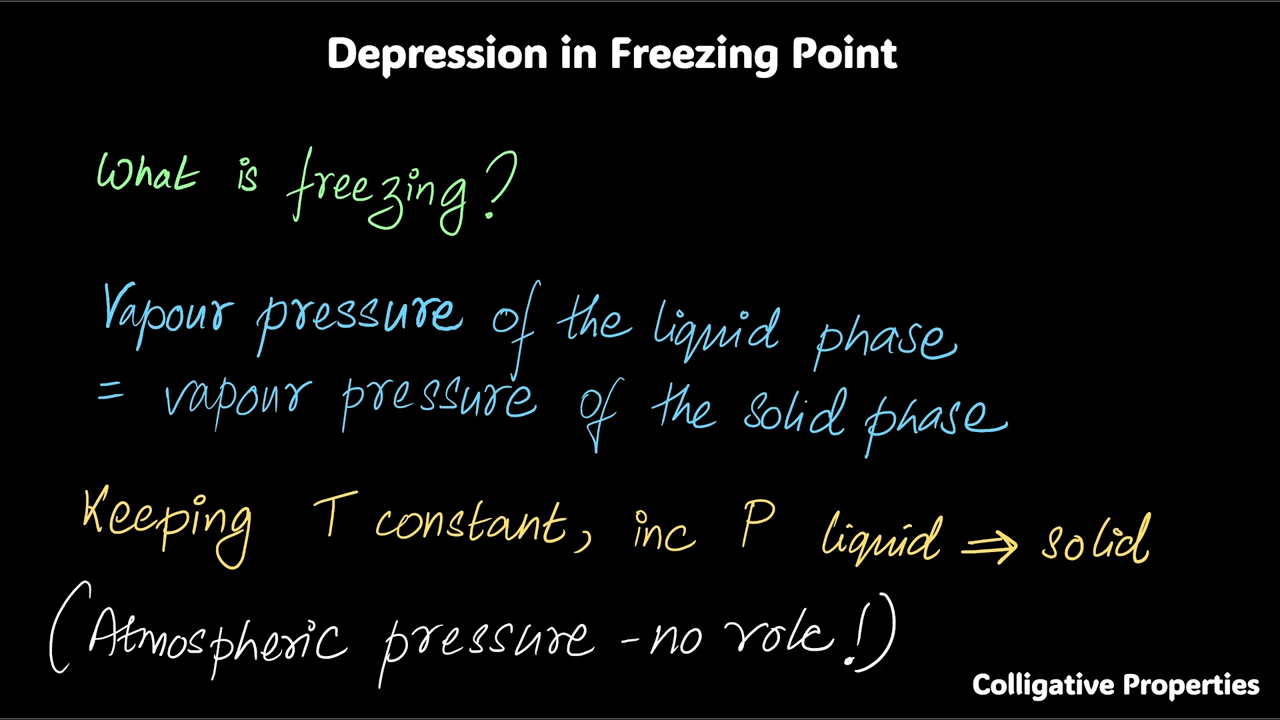 Depression in Freezing Point
What is freezing?
Vapour pressure of the liquid phase
= vapour pressure of the solid phase
Keeping T constant, inc P liquid ⇒ solid
(Atmospheric pressure - no role!)
Colligative Properties